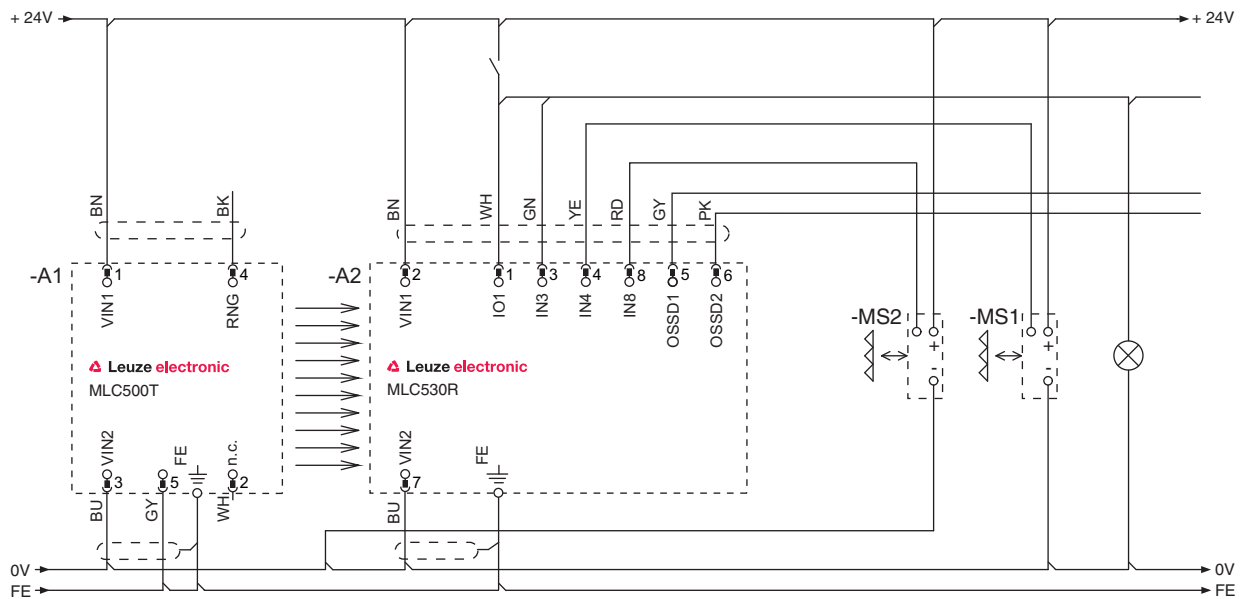 + 24V
+ 24V
BN
BK
BN
WH
GN
YE
RD
GY
PK
-A1
1
4
-A2
2
1
3
4
8
5
6
VIN1
RNG
VIN1
IO1
IN3
IN4
IN8
OSSD1
OSSD2
-MS2
-MS1
+
+
-
-
Leuze electronic
MLC500T
Leuze electronic
MLC530R
VIN2
FE
n.c.
VIN2
FE
3
5
2
7
BU
GY
WH
BU
0V
0V
FE
FE